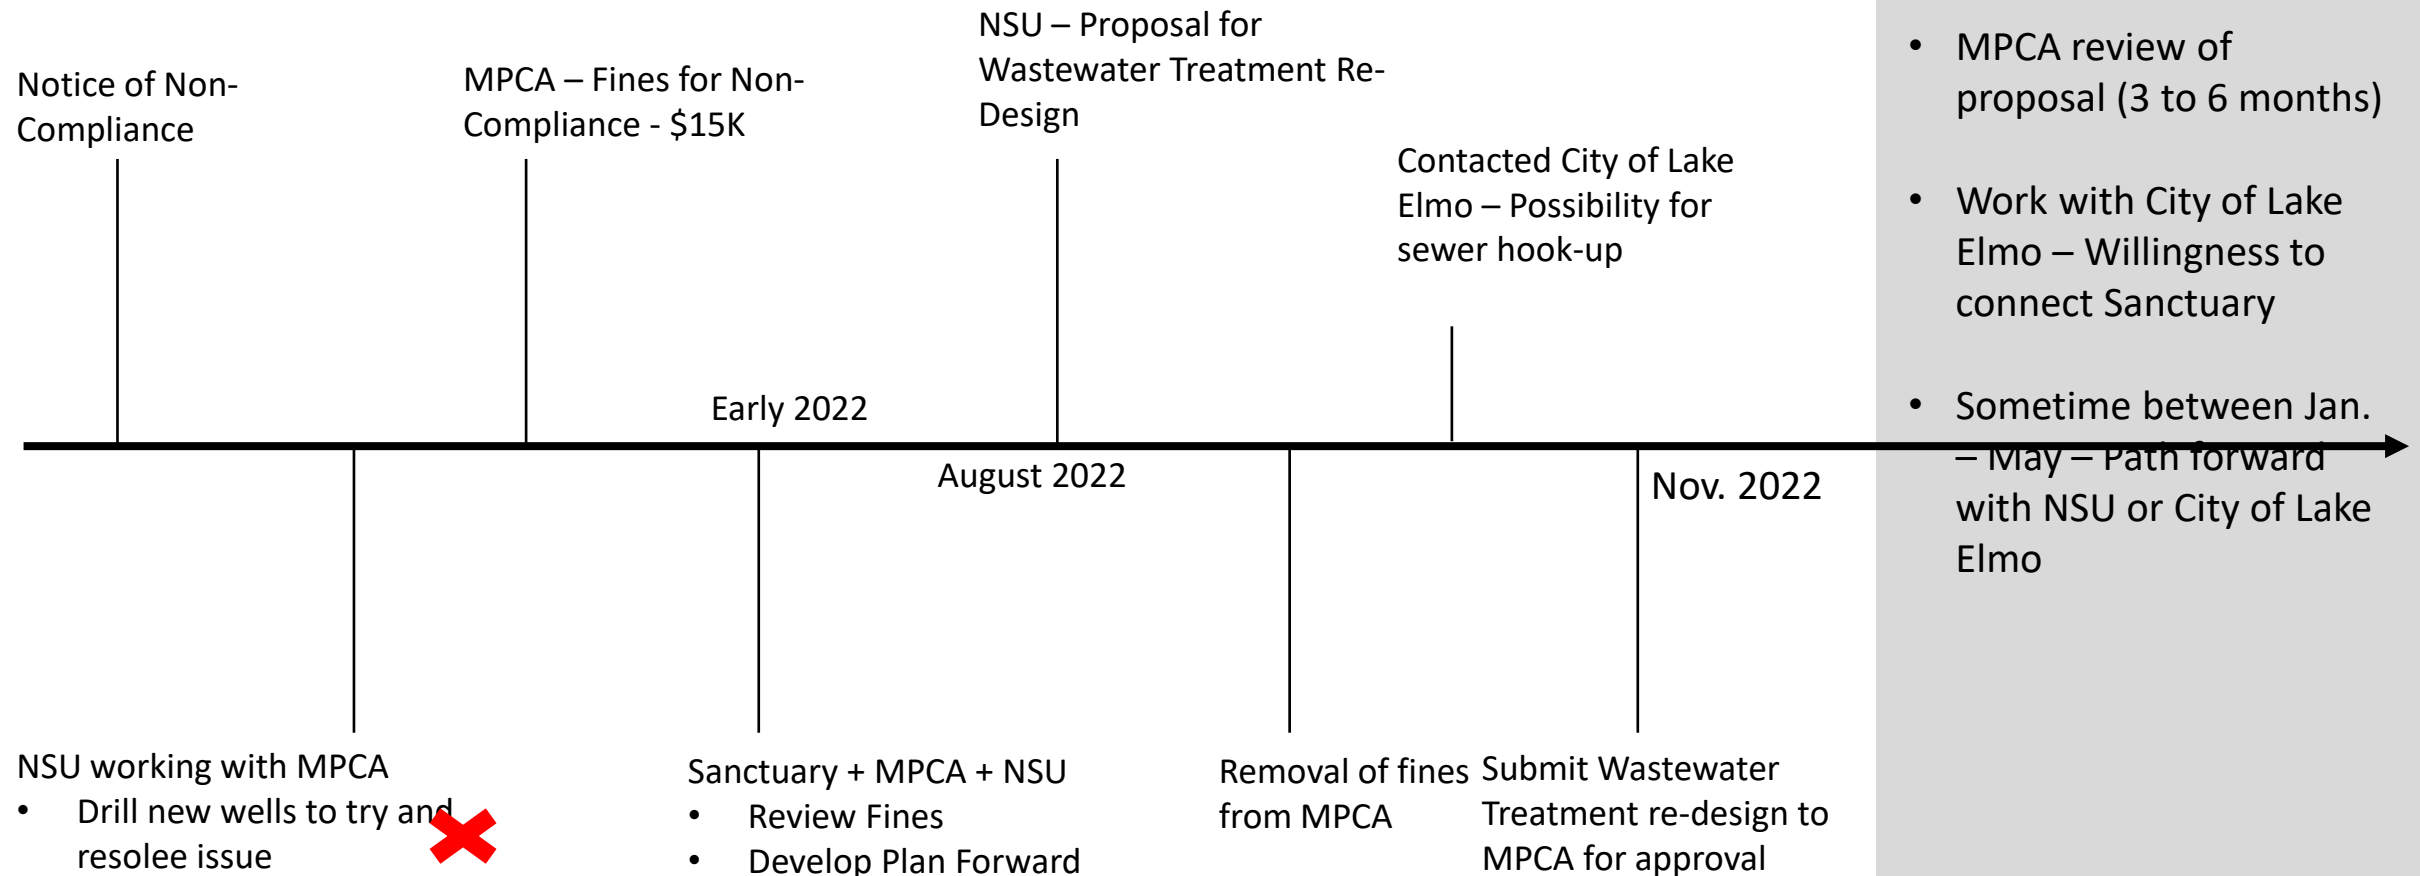 Notice of Non-
Compliance
MPCA – Fines for Non-
Compliance - $15K
NSU – Proposal for
Wastewater Treatment Re-
Design
Contacted City of Lake
Elmo – Possibility for
sewer hook-up
Early 2022
August 2022
Nov. 2022
NSU working with MPCA
• Drill new wells to try and
resolee issue
Sanctuary + MPCA + NSU
• Review Fines
• Develop Plan Forward
Removal of fines
from MPCA
Submit Wastewater
Treatment re-design to
MPCA for approval
• MPCA review of
proposal (3 to 6 months)
• Work with City of Lake
Elmo – Willingness to
connect Sanctuary
• Sometime between Jan.
– May – Path forward
with NSU or City of Lake
Elmo